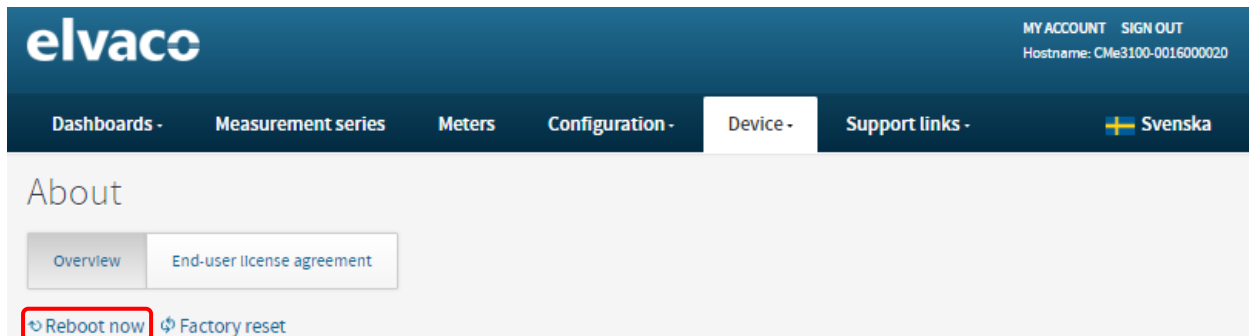 elvaco
MY ACCOUNT SIGN OUT
Hostname: CMe3100-0016000020
Dashboards - Measurement series Meters Configuration - Device - Support links - Svenska
About
Overview End-user license agreement
Reboot now Factory reset